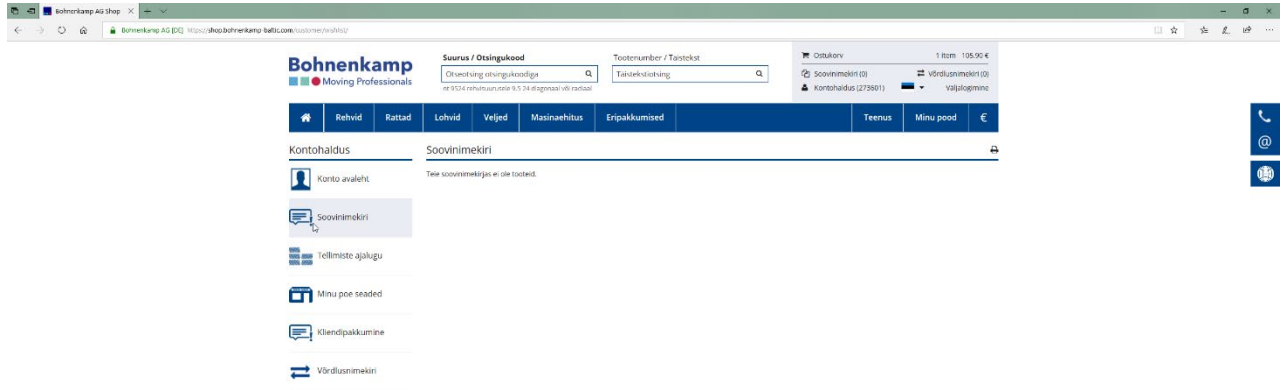 Bohnenkamp AG Shop
Bohnenkamp AG [DE] https://shop.bohnenkamp-baltic.com/customer/wishlist/
Bohnenkamp
Moving Professionals
Suurus / Otsingukood
Otseotsing otsingukoodiga
nt 9524 rehvisuurusele 9.5 24 diagonaal või radiaal
Tootenumber / Täistekst
Täistekstiotsing
Ostukorv 1 item 105.90 €
Soovinimekiri (0) Võrdlusnimekiri (0)
Kontohaldus (273601) Väljalogimine
Rehvid Rattad Lohvid Veljed Masinaehitus Eripakkumised Teenus Minu pood €
Kontohaldus
Soovinimekiri
Konto avaleht
Teie soovinimekirjas ei ole tooteid.
Soovinimekiri
Tellimiste ajalugu
Minu poe seaded
Kliendipakkumine
Võrdlusnimekiri